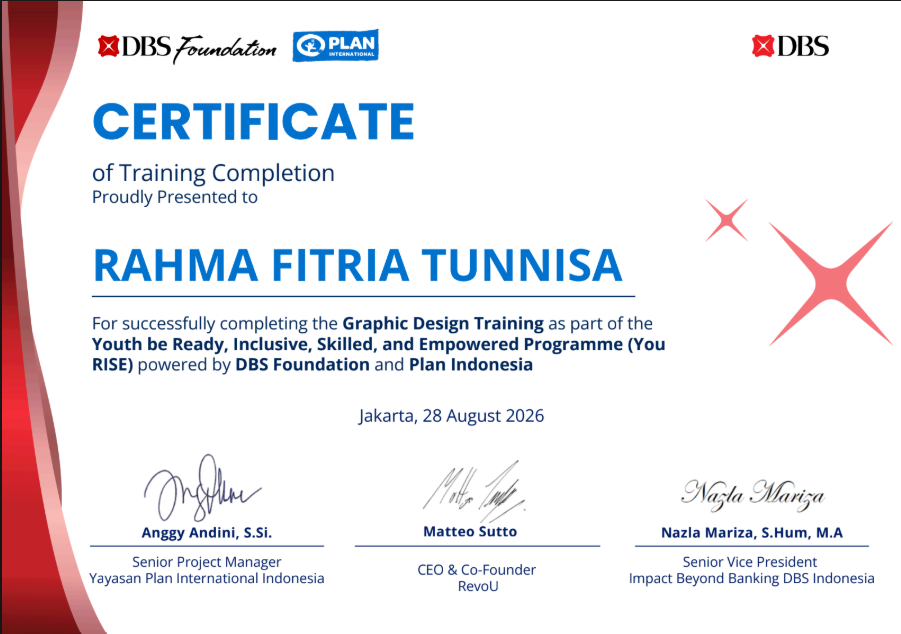 DBS Foundation PLAN INTERNATIONAL DBS
CERTIFICATE
of Training Completion
Proudly Presented to
RAHMA FITRIA TUNNISA
For successfully completing the Graphic Design Training as part of the
Youth be Ready, Inclusive, Skilled, and Empowered Programme (You
RISE) powered by DBS Foundation and Plan Indonesia
Jakarta, 28 August 2026
Nazla Mariza
Anggy Andini, S.Si. Matteo Sutto Nazla Mariza, S.Hum, M.A
Senior Project Manager
Yayasan Plan International Indonesia
CEO & Co-Founder
RevoU
Senior Vice President
Impact Beyond Banking DBS Indonesia